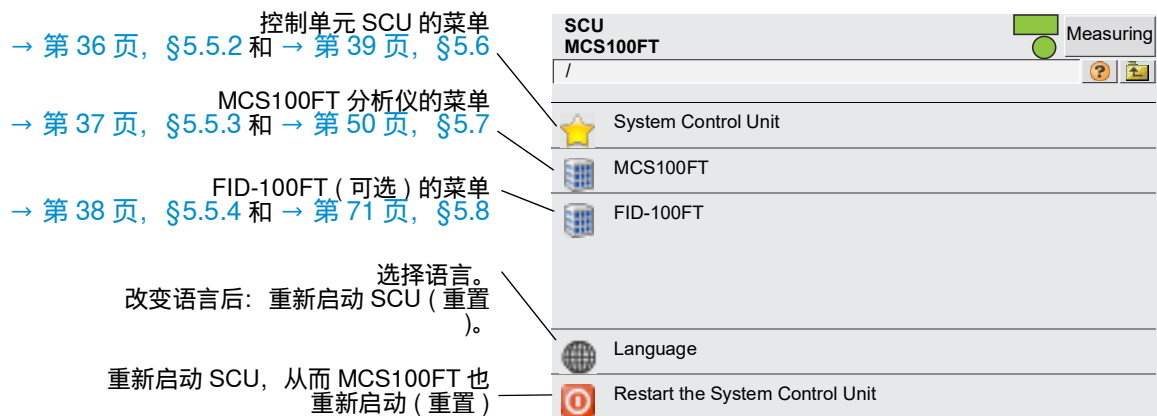 控制单元 SCU 的菜单
→ 第 36 页，§5.5.2 和 → 第 39 页，§5.6
MCS100FT 分析仪的菜单
→ 第 37 页，§5.5.3 和 → 第 50 页，§5.7
FID-100FT ( 可选 ) 的菜单
→ 第 38 页，§5.5.4 和 → 第 71 页，§5.8
选择语言。
改变语言后：重新启动 SCU ( 重置
)。
重新启动 SCU，从而 MCS100FT 也
重新启动 ( 重置 )
SCU
MCS100FT
Measuring
/
?
System Control Unit
MCS100FT
FID-100FT
Language
Restart the System Control Unit